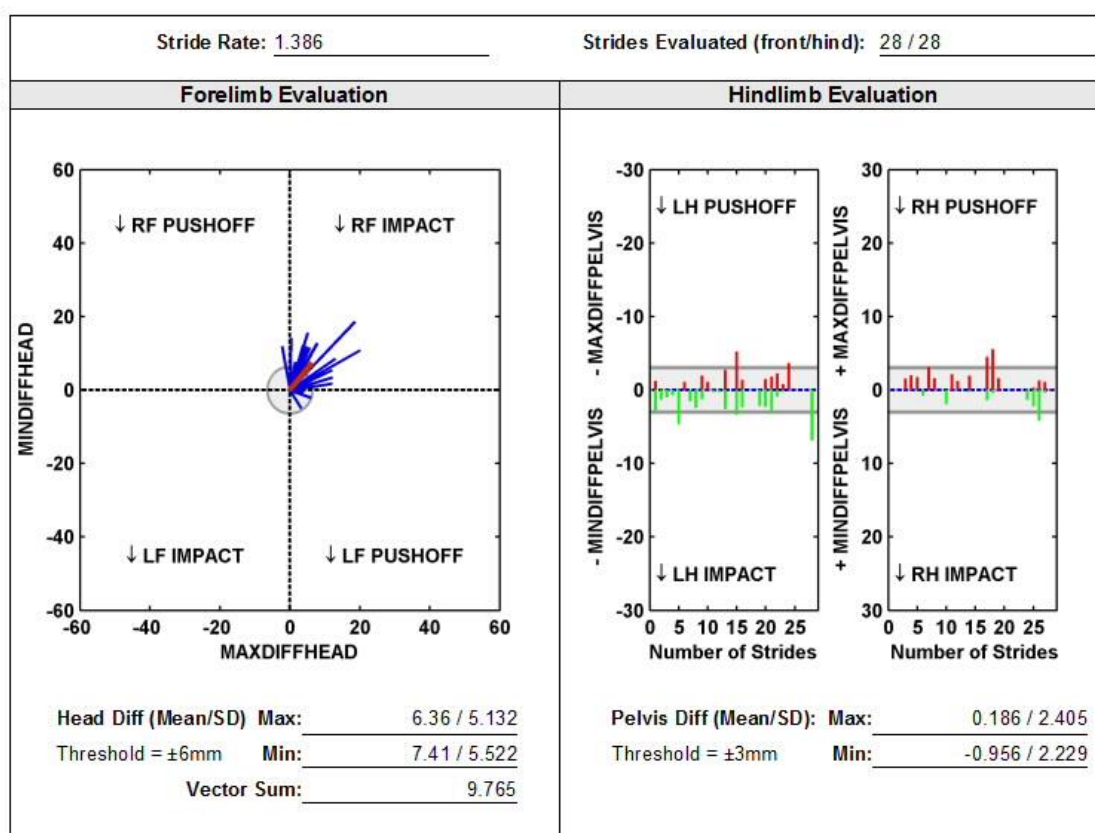 Stride Rate: 1.386
Strides Evaluated (front/hind): 28 / 28
Forelimb Evaluation
Hindlimb Evaluation
60
40
20
0
-20
-40
-60
MINDIFFHEAD
↓ RF PUSHOFF
↓ RF IMPACT
↓ LF IMPACT
↓ LF PUSHOFF
-60 -40 -20 0 20 40 60
MAXDIFFHEAD
- MAXDIFFPELVIS
- MINDIFFPELVIS
-30
-20
-10
0
-10
-20
-30
↓ LH PUSHOFF
↓ LH IMPACT
0 5 10 15 20 25
Number of Strides
+ MAXDIFFPELVIS
+ MINDIFFPELVIS
30
20
10
0
10
20
30
↓ RH PUSHOFF
↓ RH IMPACT
0 5 10 15 20 25
Number of Strides
Head Diff (Mean/SD) Max: 6.36 / 5.132
Threshold = ±6mm Min: 7.41 / 5.522
Vector Sum: 9.765
Pelvis Diff (Mean/SD): Max: 0.186 / 2.405
Threshold = ±3mm Min: -0.956 / 2.229